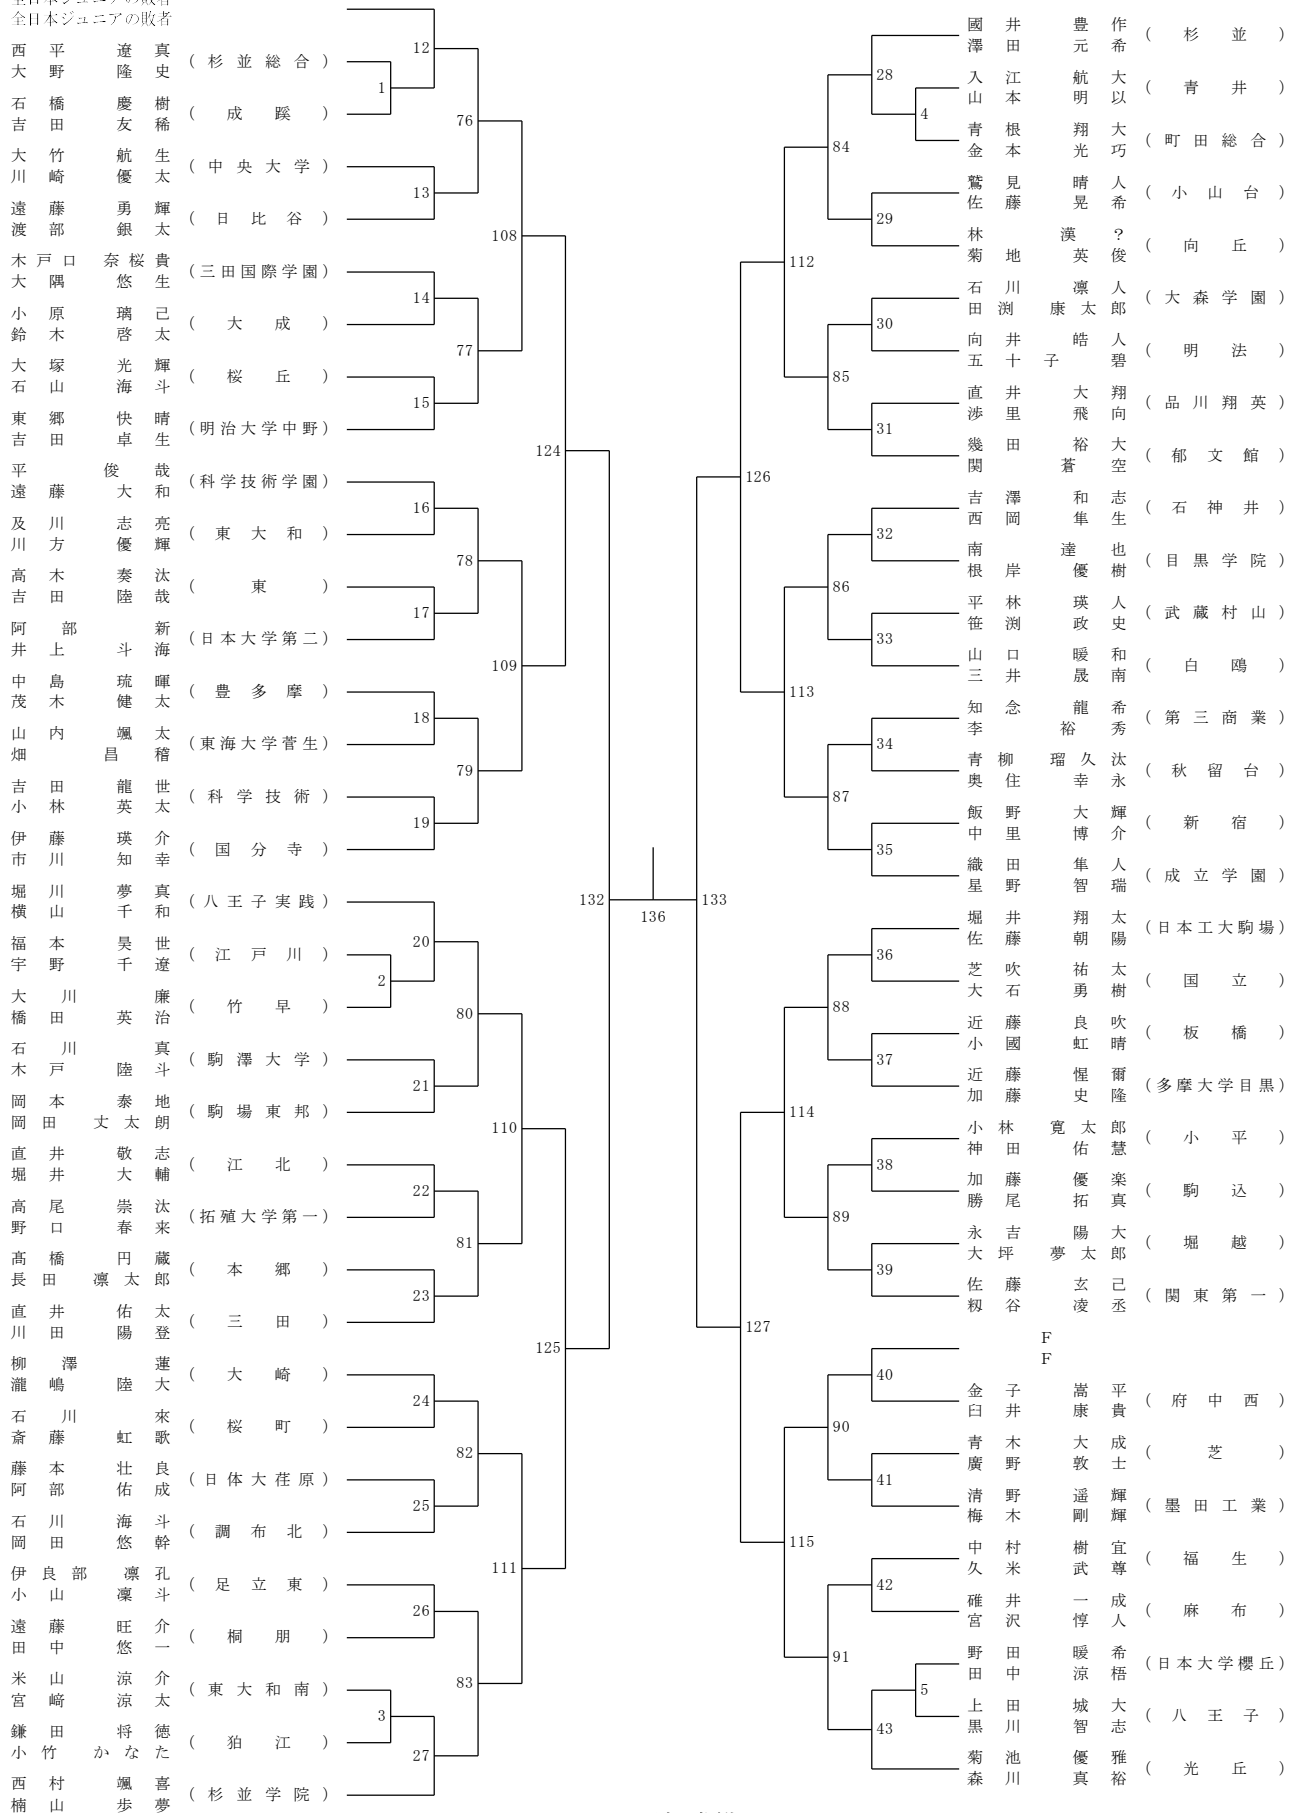 全日本ジュニアの敗者
西平 遼真
大野 隆史
(杉並総合)
石橋 慶樹
吉田 友稀
(成蹊)
大竹 航生
川崎 優太
(中央大学)
遠藤 勇輝
渡部 銀太
(日比谷)
木戸口 奈桜貴
大隅 悠生
(三田国際学園)
小原 璃己
鈴木 啓太
(大成)
大塚 光輝
石山 海斗
(桜丘)
東郷 快晴
吉田 卓生
(明治大学中野)
平 俊哉
遠藤 大和
(科学技術学園)
及川 志亮
川方 優輝
(東大和)
高木 奏汰
吉田 陸哉
(東)
阿部 新
井上 斗海
(日本大学第二)
中島 琉暉
茂木 健太
(豊多摩)
山内 颯太
畑 昌稽
(東海大学菅生)
吉田 龍世
小林 英太
(科学技術)
伊藤 瑛介
市川 知幸
(国分寺)
堀川 夢真
横山 千和
(八王子実践)
福本 昊世
宇野 千遼
(江戸川)
大川 廉
橋田 英治
(竹早)
石川 真
木戸 陸斗
(駒澤大学)
岡本 泰地
岡田 丈太朗
(駒場東邦)
直井 敬志
堀井 大輔
(江北)
高尾 崇汰
野口 春来
(拓殖大学第一)
髙橋 円蔵
長田 凛太郎
(本郷)
直井 佑太
川田 陽登
(三田)
柳澤 蓮
瀧嶋 陸大
(大崎)
石川 來
斎藤 虹歌
(桜町)
藤本 壮良
阿部 佑成
(日体大荏原)
石川 海斗
岡田 悠幹
(調布北)
伊良部 凛孔
小山 凜斗
(足立東)
遠藤 旺介
田中 悠一
(桐朋)
米山 涼介
宮﨑 涼太
(東大和南)
鎌田 将徳
小竹 かなた
(狛江)
西村 颯喜
楠山 歩夢
(杉並学院)
1
2
3
12
13
14
15
16
17
18
19
20
21
22
23
24
25
26
27
76
77
78
79
80
81
82
83
108
109
110
111
124
125
132
136
133
126
127
112
113
114
115
84
85
86
87
88
89
90
91
28
29
30
31
32
33
34
35
36
37
38
39
40
41
42
43
4
5
國井 豊作
澤田 元希
(杉並)
入江 航大
山本 明以
(青井)
青根 翔大
金本 光巧
(町田総合)
鷲見 晴人
佐藤 晃希
(小山台)
林 漢?
菊地 英俊
(向丘)
石川 凛人
田渕 康太郎
(大森学園)
向井 皓人
五十子 碧
(明法)
直井 大翔
渉里 飛向
(品川翔英)
幾田 裕大
関 蒼空
(郁文館)
吉澤 和志
西岡 隼生
(石神井)
南 達也
根岸 優樹
(目黒学院)
平林 瑛人
笹渕 政史
(武蔵村山)
山口 暖和
三井 晟南
(白鴎)
知念 龍希
李 裕秀
(第三商業)
青柳 瑠久汰
奥住 幸永
(秋留台)
飯野 大輝
中里 博介
(新宿)
織田 隼人
星野 智瑞
(成立学園)
堀井 翔太
佐藤 朝陽
(日本工大駒場)
芝吹 祐太
大石 勇樹
(国立)
近藤 良吹
小國 虹晴
(板橋)
近藤 惺爾
加藤 史隆
(多摩大学目黒)
小林 寛太郎
神田 佑慧
(小平)
加藤 優楽
勝尾 拓真
(駒込)
永吉 陽大
大坪 夢太郎
(堀越)
佐藤 玄己
籾谷 凌丞
(関東第一)
F
F
金子 嵩平
臼井 康貴
(府中西)
青木 大成
廣野 敦士
(芝)
清野 遥輝
梅木 剛輝
(墨田工業)
中村 樹宜
久米 武尊
(福生)
碓井 一成
宮沢 惇人
(麻布)
野田 暖希
田中 涼梧
(日本大学櫻丘)
上田 城大
黒川 智志
(八王子)
菊池 優雅
森川 真裕
(光丘)